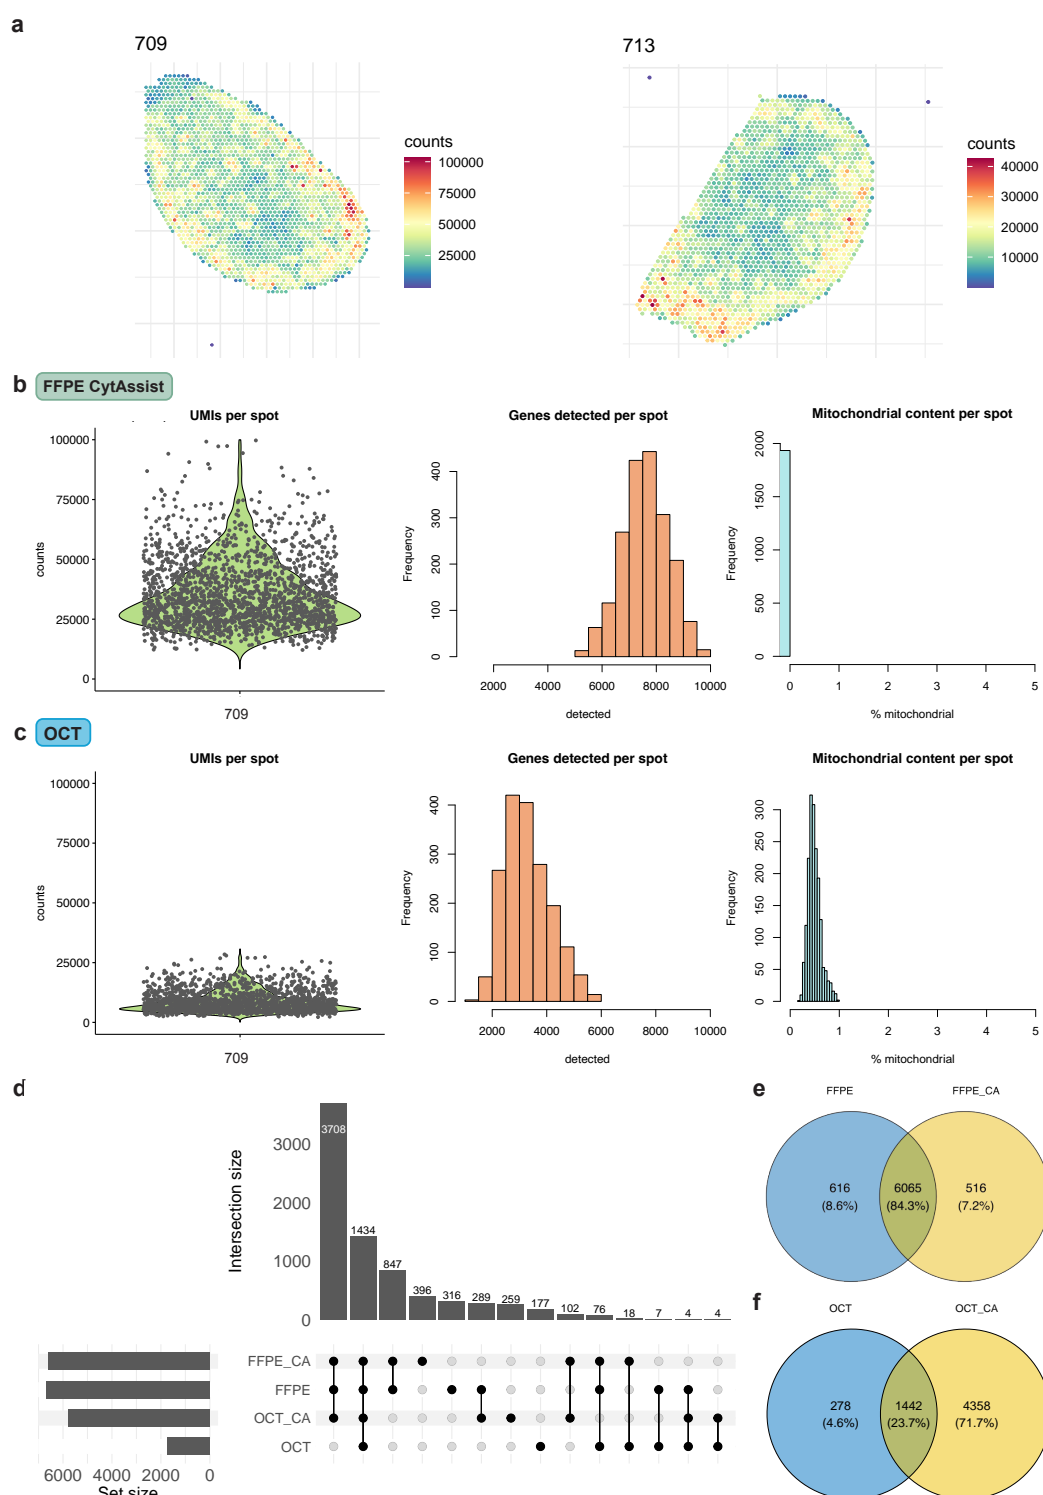 a
709
713
counts
100000
75000
50000
25000
counts
40000
30000
20000
10000
b FFPE CytAssist
UMIs per spot
Genes detected per spot
Mitochondrial content per spot
100000
75000
50000
25000
0
counts
709
400
300
200
100
0
Frequency
2000 4000 6000 8000 10000
detected
2000
1500
1000
500
0
Frequency
0 1 2 3 4 5
% mitochondrial
c OCT
UMIs per spot
Genes detected per spot
Mitochondrial content per spot
100000
75000
50000
25000
0
counts
709
400
300
200
100
0
Frequency
2000 4000 6000 8000 10000
detected
300
250
200
150
100
50
0
Frequency
0 1 2 3 4 5
% mitochondrial
d
Intersection size
3000
2000
1000
0
3708 1434 847 396 316 289 259 177 102 76 18 7 4 4
FFPE_CA
FFPE
OCT_CA
OCT
6000 4000 2000 0
Set size
e
FFPE FFPE_CA
616 6065 516
(8.6%) (84.3%) (7.2%)
f
OCT OCT_CA
278 1442 4358
(4.6%) (23.7%) (71.7%)